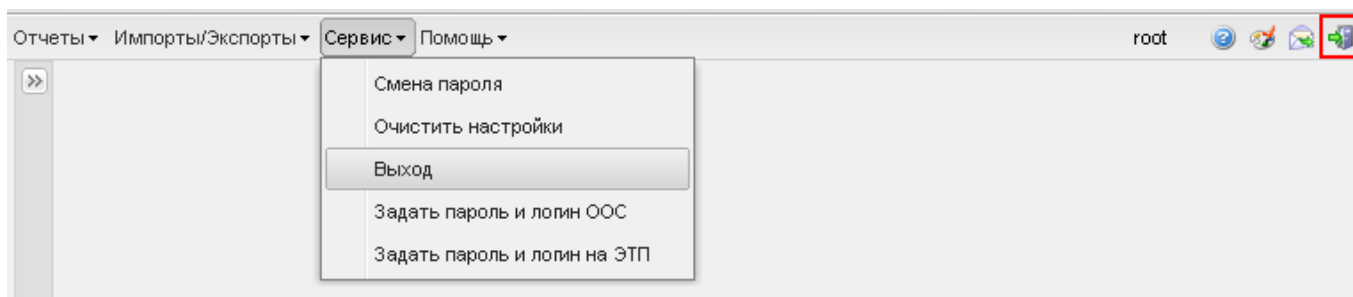 Отчеты Импорты/Экспорты Сервис Помощь root
Смена пароля
Очистить настройки
Выход
Задать пароль и логин ООС
Задать пароль и логин на ЭТП